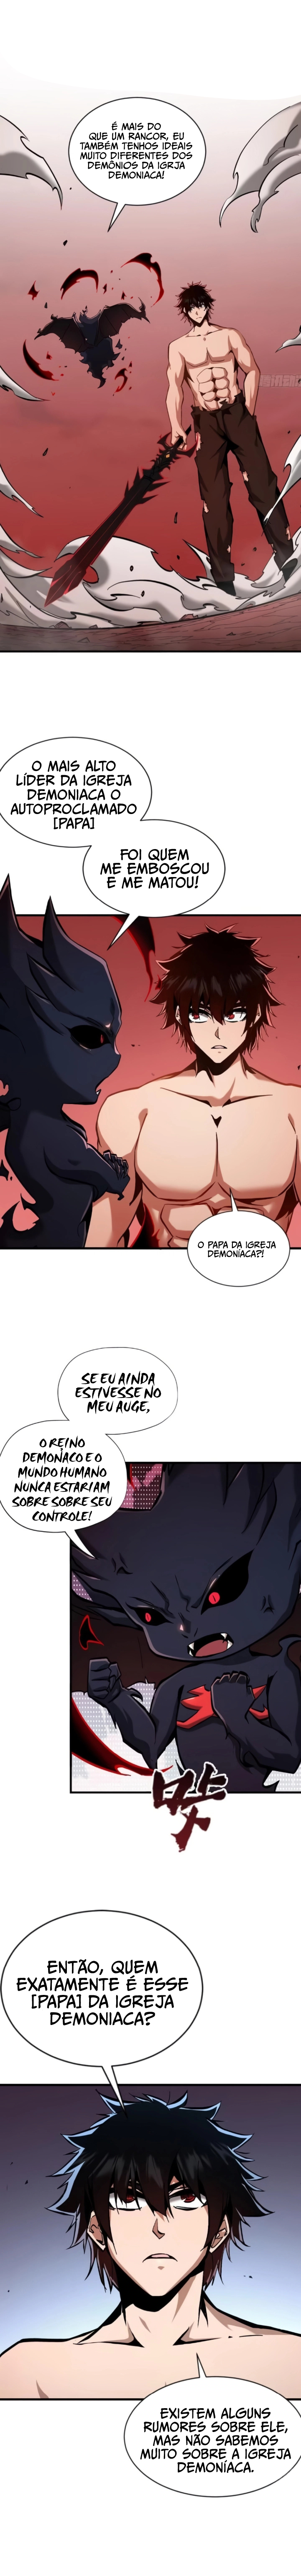 É MAIS DO
QUE UM RANCOR, EU
TAMBÉM TENHOS IDEAIS
MUITO DIFERENTES DOS
DEMÔNIOS DA IGRJA
DEMONIACA!
O MAIS ALTO
LÍDER DA IGREJA
DEMONIACA O
AUTOPROCLAMADO
[PAPA]
FOI QUEM
ME EMBOSCOU
E ME MATOU!
O PAPA DA IGREJA
DEMONÍACA?!
SE EU AINDA
ESTIVESSE NO
MEU AUGE,
O REINO
DEMONÍACO E O
MUNDO HUMANO
NUNCA ESTARIAM
SOBRE SOBRE SEU
CONTROLE!
ENTÃO, QUEM
EXATAMENTE É ESSE
[PAPA] DA IGREJA
DEMONIACA?
EXISTEM ALGUNS
RUMORES SOBRE ELE,
MAS NÃO SABEMOS
MUITO SOBRE A IGREJA
DEMONÍACA.